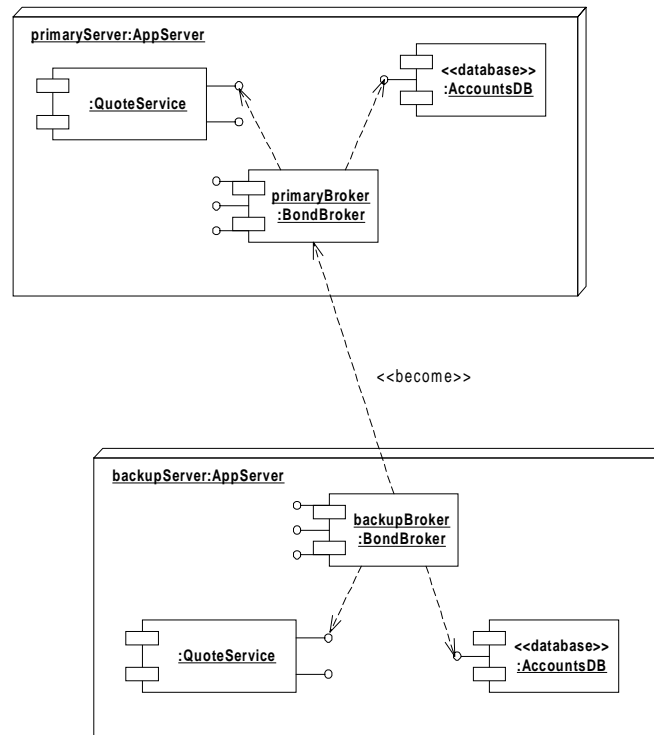 primaryServer:AppServer
:QuoteService
<<database>>
:AccountsDB
primaryBroker
:BondBroker
<<become>>
backupServer:AppServer
backupBroker
:BondBroker
:QuoteService
<<database>>
:AccountsDB